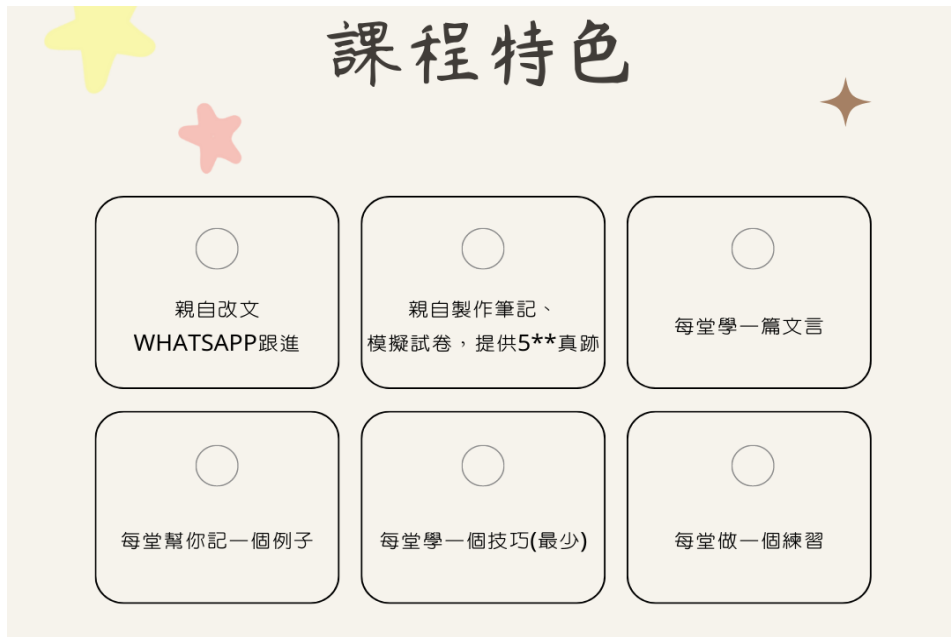 課程特色
親自改文
WHATSAPP跟進
親自製作筆記、
模擬試卷，提供5**真跡
每堂學一篇文言
每堂幫你記一個例子
每堂學一個技巧(最少)
每堂做一個練習